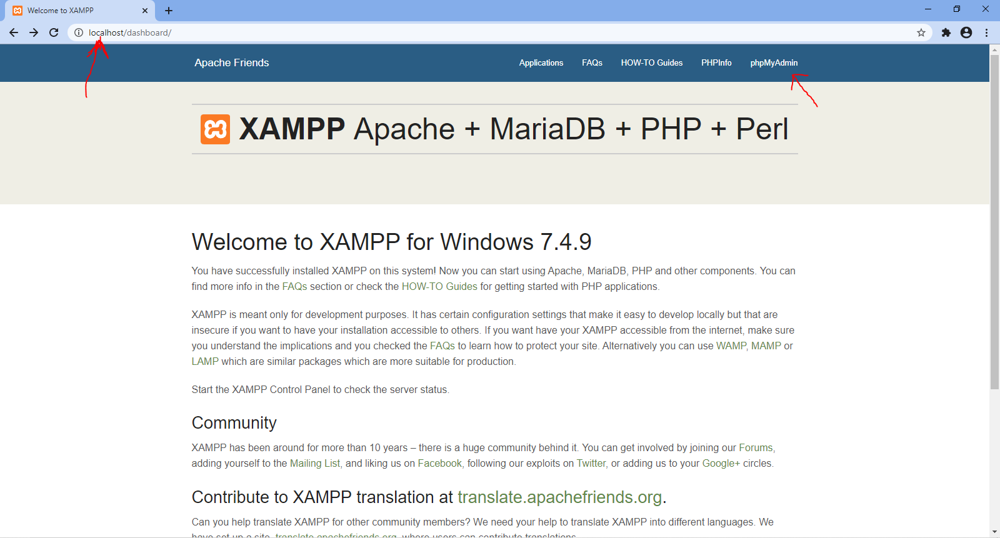 Welcome to XAMPP
localhost/dashboard/
Apache Friends
Applications FAQs HOW-TO Guides PHPInfo phpMyAdmin
XAMPP Apache + MariaDB + PHP + Perl
Welcome to XAMPP for Windows 7.4.9
You have successfully installed XAMPP on this system! Now you can start using Apache, MariaDB, PHP and other components. You can
find more info in the FAQs section or check the HOW-TO Guides for getting started with PHP applications.
XAMPP is meant only for development purposes. It has certain configuration settings that make it easy to develop locally but that are
insecure if you want to have your installation accessible to others. If you want have your XAMPP accessible from the internet, make sure
you understand the implications and you checked the FAQs to learn how to protect your site. Alternatively you can use WAMP, MAMP or
LAMP which are similar packages which are more suitable for production.
Start the XAMPP Control Panel to check the server status.
Community
XAMPP has been around for more than 10 years – there is a huge community behind it. You can get involved by joining our Forums,
adding yourself to the Mailing List, and liking us on Facebook, following our exploits on Twitter, or adding us to your Google+ circles.
Contribute to XAMPP translation at translate.apachefriends.org.
Can you help translate XAMPP for other community members? We need your help to translate XAMPP into different languages. We
have set up a site, translate.apachefriends.org, where users can contribute translations.